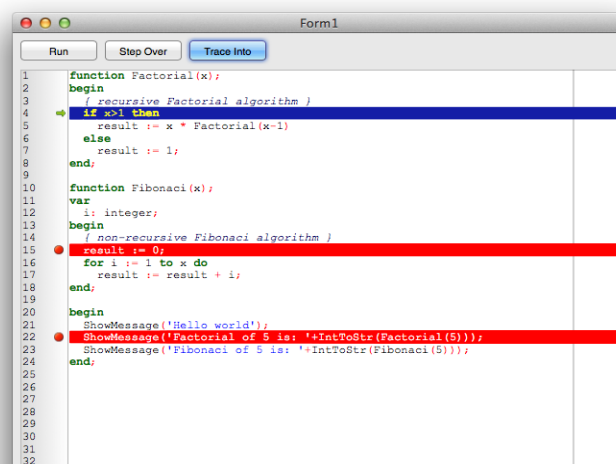 Form1
Run Step Over Trace Into
1 function Factorial(x);
2 begin
3 { recursive Factorial algorithm }
4 if x>1 then
5 result := x * Factorial(x-1)
6 else
7 result := 1;
8 end;
9
10 function Fibonaci(x);
11 var
12 i: integer;
13 begin
14 { non-recursive Fibonaci algorithm }
15 result := 0;
16 for i := 1 to x do
17 result := result + i;
18 end;
19
20 begin
21 ShowMessage('Hello world');
22 ShowMessage('Factorial of 5 is: '+IntToStr(Factorial(5)));
23 ShowMessage('Fibonaci of 5 is: '+IntToStr(Fibonaci(5)));
24 end;
25
26
27
28
29
30
31
32